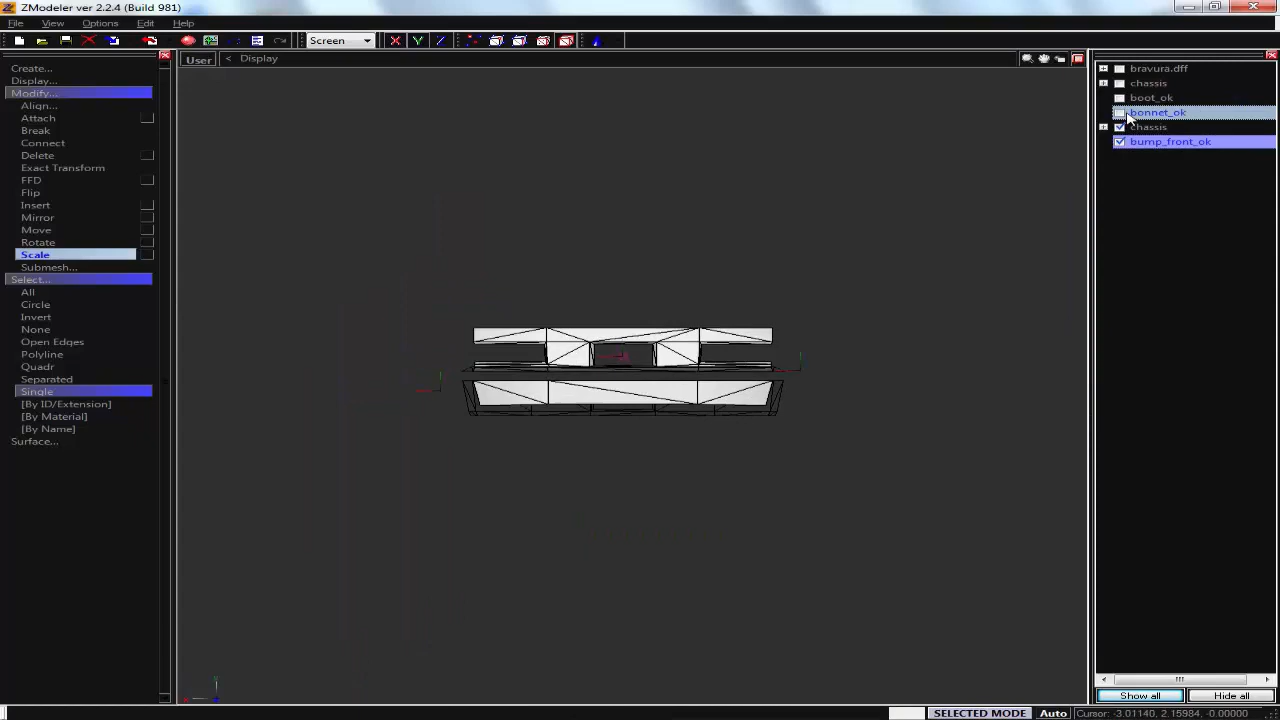 ZModeler ver 2.2.4 (Build 981)
File View Options Edit Help
Screen X Y Z
User < Display
Create...
Display...
Modify...
Align...
Attach
Break
Connect
Delete
Exact Transform
FFD
Flip
Insert
Mirror
Move
Rotate
Scale
Submesh...
Select...
All
Circle
Invert
None
Open Edges
Polyline
Quadr
Separated
Single
[By ID/Extension]
[By Material]
[By Name]
Surface...
bravura.dff
chassis
boot_ok
bonnet_ok
chassis
bump_front_ok
Show all Hide all
SELECTED MODE Auto Cursor: -3.01140, 2.15984, -0.00000